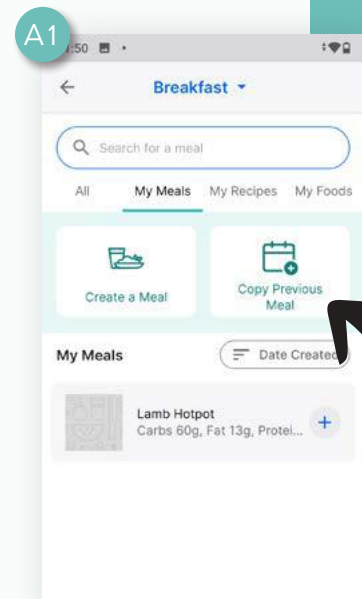 A1
:50
Breakfast
Search for a meal
All My Meals My Recipes My Foods
Create a Meal
Copy Previous
Meal
My Meals
Date Created
Lamb Hotpot
Carbs 60g, Fat 13g, Protei...